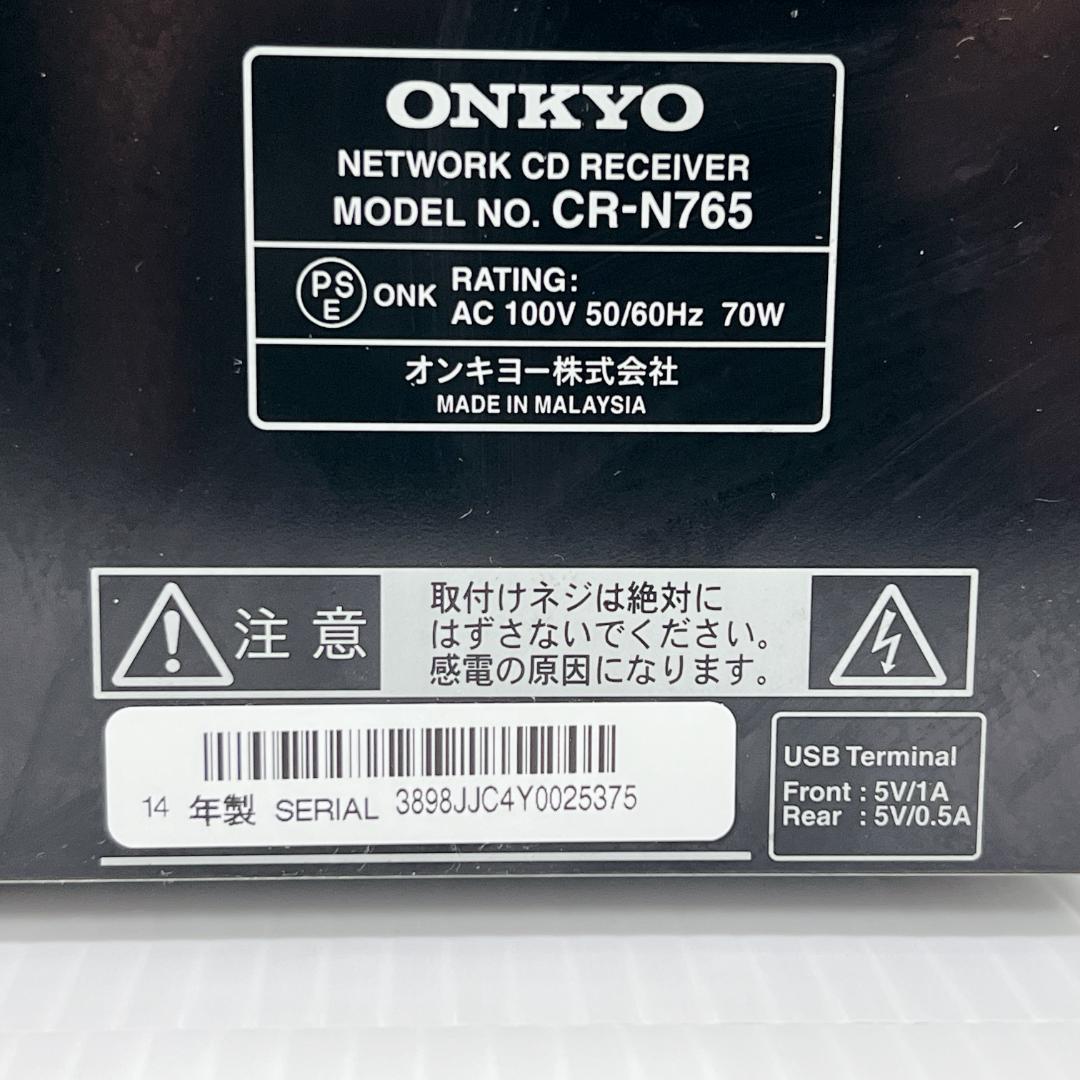 ONKYO
NETWORK CD RECEIVER
MODEL NO. CR-N765
PSE ONK
RATING:
AC 100V 50/60Hz 70W
オンキヨー株式会社
MADE IN MALAYSIA
注意
取付けネジは絶対に
はずさないでください。
感電の原因になります。
14 年製 SERIAL 3898JJC4Y0025375
USB Terminal
Front : 5V/1A
Rear : 5V/0.5A